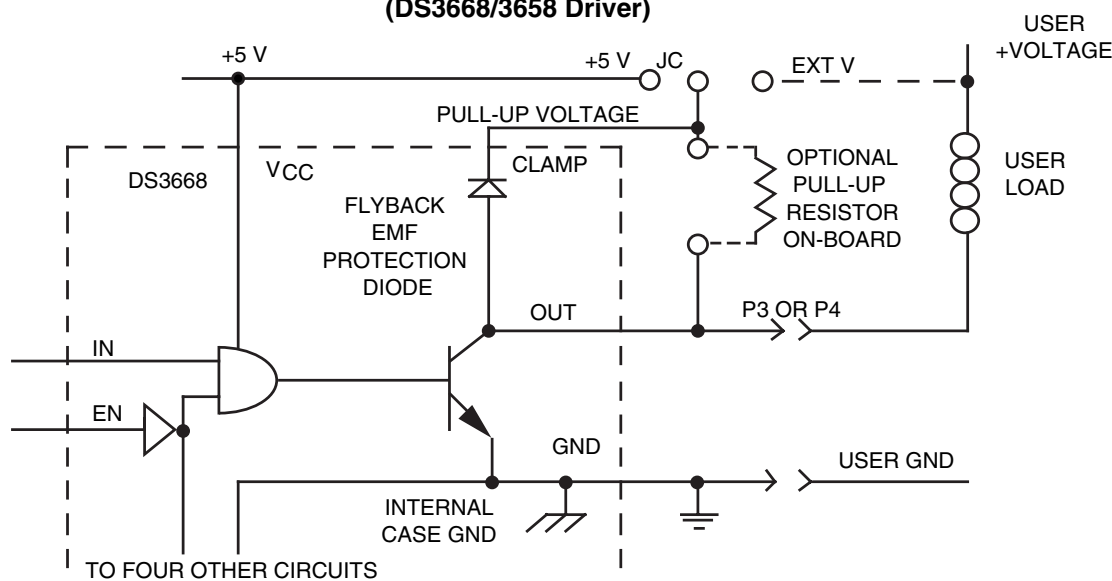 (DS3668/3658 Driver)
USER
+VOLTAGE
+5 V
+5 V
JC
EXT V
PULL-UP VOLTAGE
DS3668
VCC
CLAMP
FLYBACK
EMF
PROTECTION
DIODE
OPTIONAL
PULL-UP
RESISTOR
ON-BOARD
USER
LOAD
OUT
P3 OR P4
IN
EN
GND
USER GND
INTERNAL
CASE GND
TO FOUR OTHER CIRCUITS